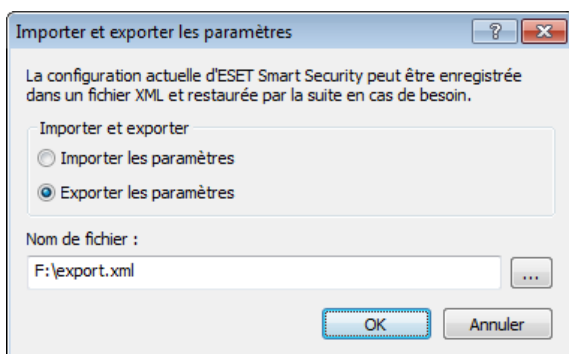 Importer et exporter les paramètres
La configuration actuelle d'ESET Smart Security peut être enregistrée
dans un fichier XML et restaurée par la suite en cas de besoin.
Importer et exporter
Importer les paramètres
Exporter les paramètres
Nom de fichier :
F:\export.xml
...
OK
Annuler